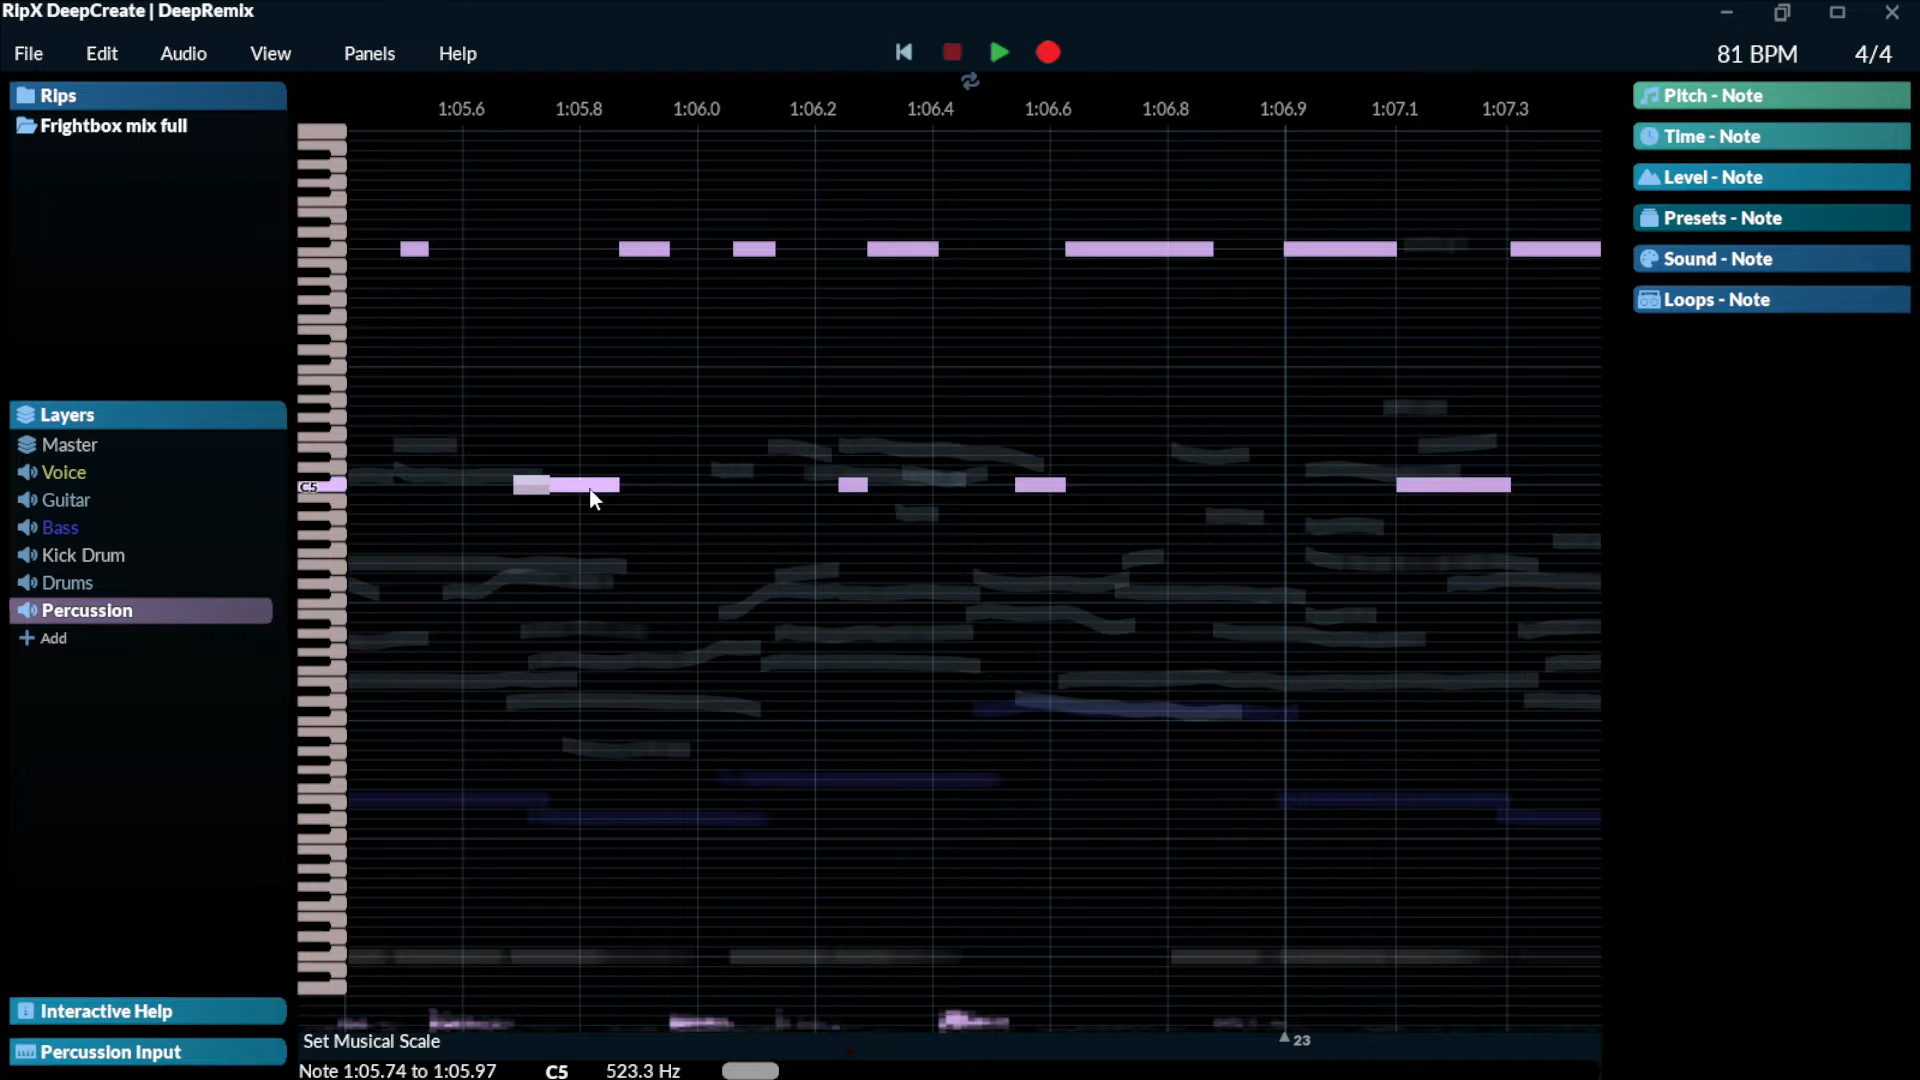 RipX DeepCreate | DeepRemix
File Edit Audio View Panels Help
81 BPM 4/4
Rips
Frightbox mix full
1:05.6 1:05.8 1:06.0 1:06.2 1:06.4 1:06.6 1:06.8 1:06.9 1:07.1 1:07.3
Pitch - Note
Time - Note
Level - Note
Presets - Note
Sound - Note
Loops - Note
Layers
Master
Voice
Guitar
Bass
Kick Drum
Drums
Percussion
Add
C5
Interactive Help
Percussion Input
Set Musical Scale
23
Note 1:05.74 to 1:05.97 C5 523.3 Hz